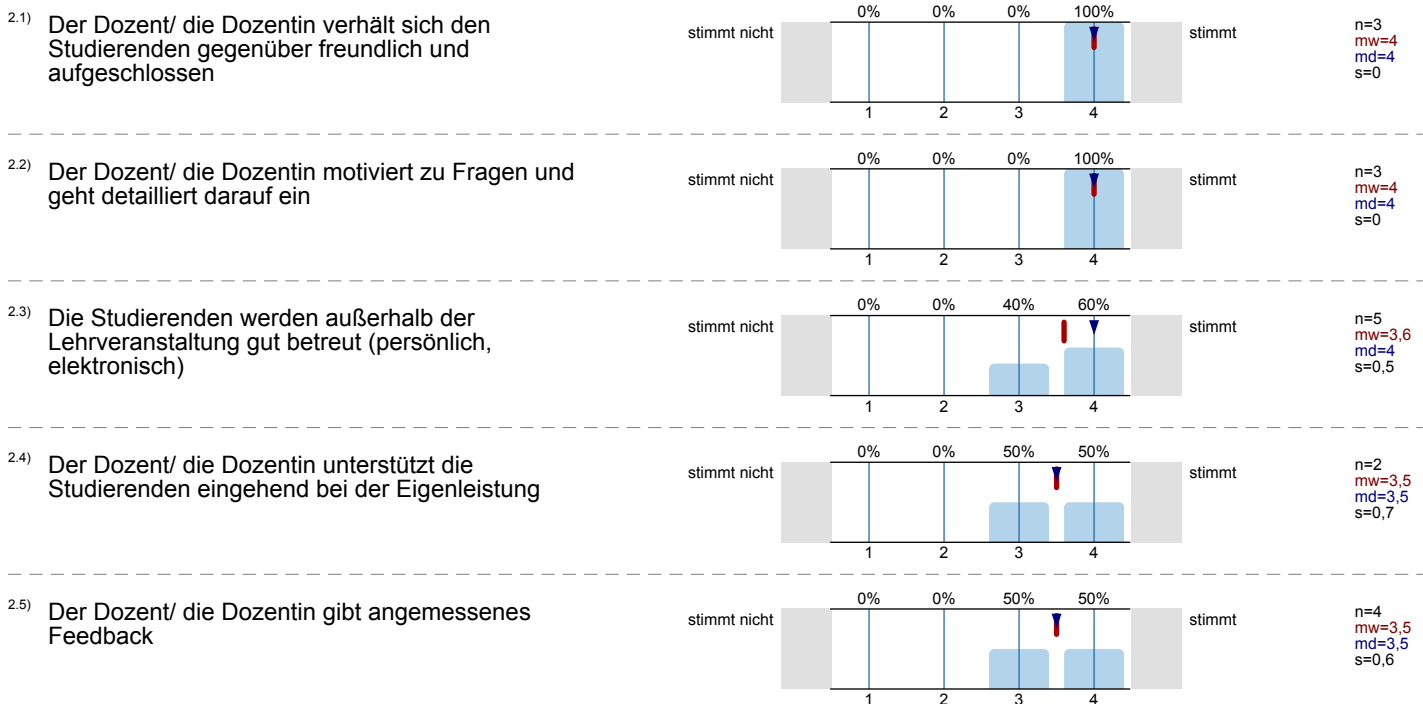 2.1) Der Dozent/ die Dozentin verhält sich den
Studierenden gegenüber freundlich und
aufgeschlossen
0% 0% 0% 100%
stimmt nicht stimmt
1 2 3 4
n=3
mw=4
md=4
s=0
2.2) Der Dozent/ die Dozentin motiviert zu Fragen und
geht detailliert darauf ein
0% 0% 0% 100%
stimmt nicht stimmt
1 2 3 4
n=3
mw=4
md=4
s=0
2.3) Die Studierenden werden außerhalb der
Lehrveranstaltung gut betreut (persönlich,
elektronisch)
0% 0% 40% 60%
stimmt nicht stimmt
1 2 3 4
n=5
mw=3,6
md=4
s=0,5
2.4) Der Dozent/ die Dozentin unterstützt die
Studierenden eingehend bei der Eigenleistung
0% 0% 50% 50%
stimmt nicht stimmt
1 2 3 4
n=2
mw=3,5
md=3,5
s=0,7
2.5) Der Dozent/ die Dozentin gibt angemessenes
Feedback
0% 0% 50% 50%
stimmt nicht stimmt
1 2 3 4
n=4
mw=3,5
md=3,5
s=0,6